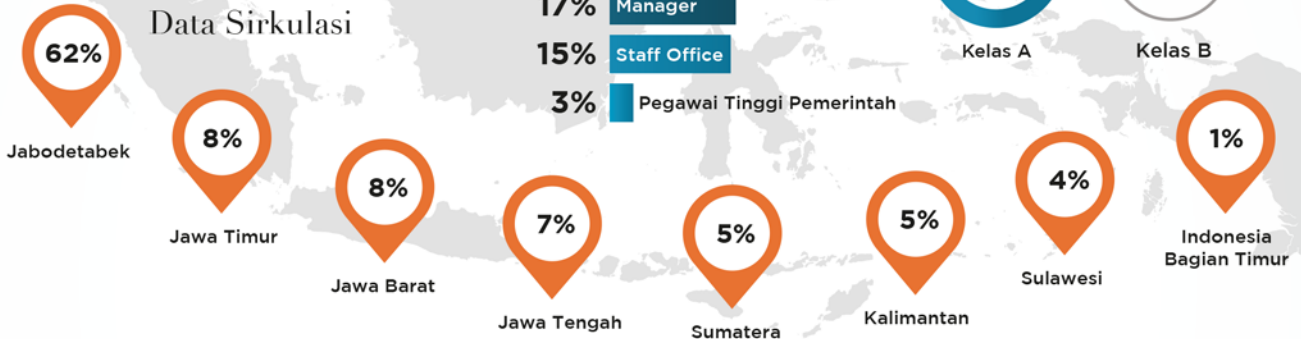 Data Sirkulasi
62%
Jabodetabek
8%
Jawa Timur
8%
Jawa Barat
7%
Jawa Tengah
5%
Sumatera
5%
Kalimantan
4%
Sulawesi
1%
Indonesia
Bagian Timur
17% Manager
15% Staff Office
3% Pegawai Tinggi Pemerintah
Kelas A
Kelas B